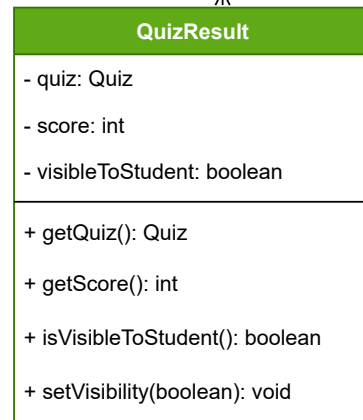 QuizResult
- quiz: Quiz
- score: int
- visibleToStudent: boolean
+ getQuiz(): Quiz
+ getScore(): int
+ isVisibleToStudent(): boolean
+ setVisibility(boolean): void